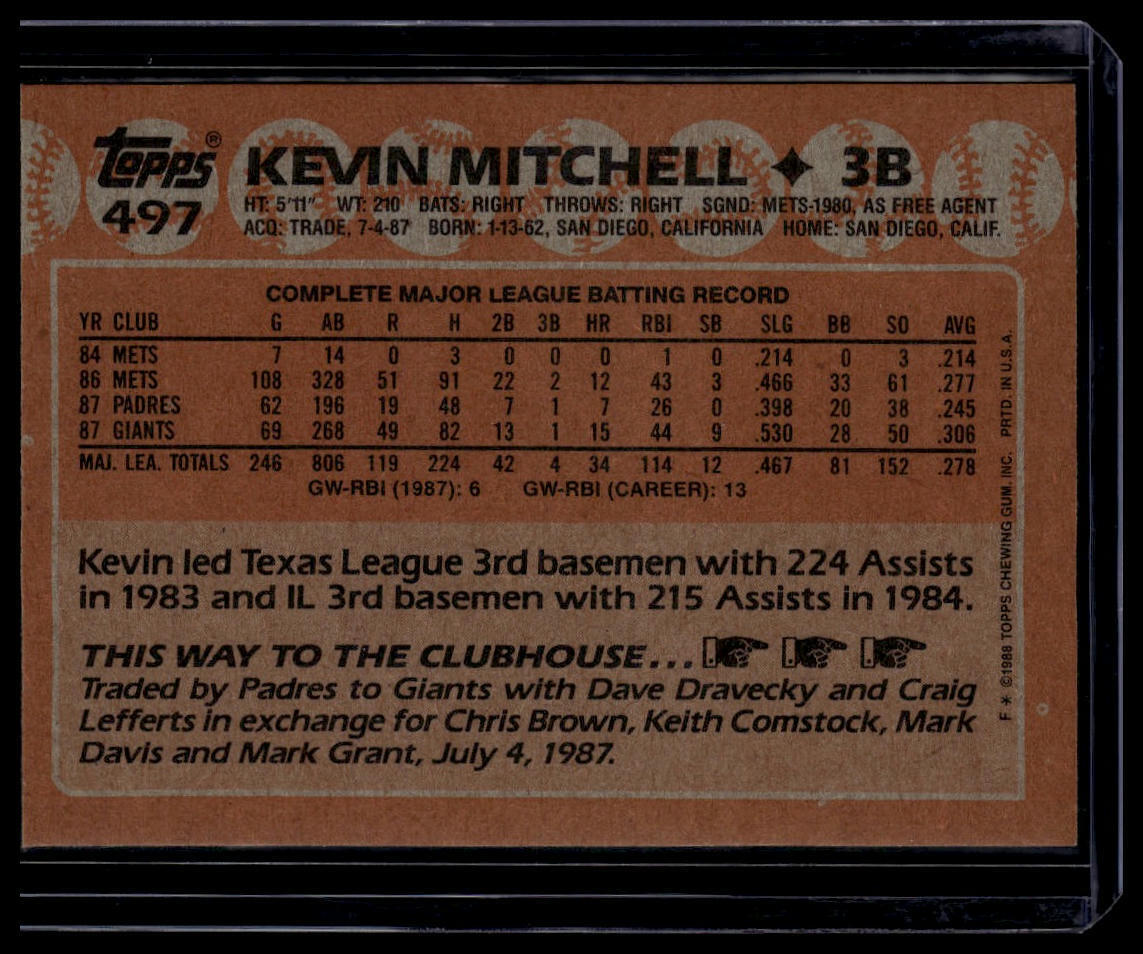 Topps® KEVIN MITCHELL ✦ 3B
497
HT: 5'11" WT: 210 BATS: RIGHT THROWS: RIGHT SGND: METS-1980, AS FREE AGENT
ACQ: TRADE, 7-4-87 BORN: 1-13-62, SAN DIEGO, CALIFORNIA HOME: SAN DIEGO, CALIF.
COMPLETE MAJOR LEAGUE BATTING RECORD
YR CLUB G AB R H 2B 3B HR RBI SB SLG BB SO AVG
84 METS 7 14 0 3 0 0 0 1 0 .214 0 3 .214
86 METS 108 328 51 91 22 2 12 43 3 .466 33 61 .277
87 PADRES 62 196 19 48 7 1 7 26 0 .398 20 38 .245
87 GIANTS 69 268 49 82 13 1 15 44 9 .530 28 50 .306
MAJ. LEA. TOTALS 246 806 119 224 42 4 34 114 12 .467 81 152 .278
GW-RBI (1987): 6 GW-RBI (CAREER): 13
Kevin led Texas League 3rd basemen with 224 Assists
in 1983 and IL 3rd basemen with 215 Assists in 1984.
THIS WAY TO THE CLUBHOUSE...
Traded by Padres to Giants with Dave Dravecky and Craig
Lefferts in exchange for Chris Brown, Keith Comstock, Mark
Davis and Mark Grant, July 4, 1987.
F * ©1988 TOPPS CHEWING GUM, INC. PRTD. IN U.S.A.